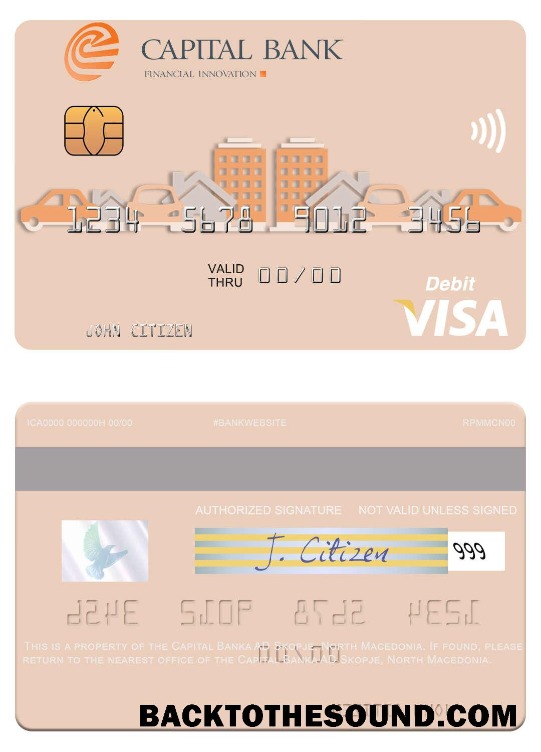 CAPITAL BANK
FINANCIAL INNOVATION
1234 5678 9012 3456
VALID
THRU 00/00
Debit
VISA
JOHN CITIZEN
ICA0000 000000H 00/00 #BANKWEBSITE RPMMCN00
AUTHORIZED SIGNATURE NOT VALID UNLESS SIGNED
J. Citizen 999
THIS IS A PROPERTY OF THE CAPITAL BANKA AD SKOPJE, NORTH MACEDONIA. IF FOUND, PLEASE
RETURN TO THE NEAREST OFFICE OF THE CAPITAL BANKA AD SKOPJE, NORTH MACEDONIA.
BACKTOTHESOUND.COM